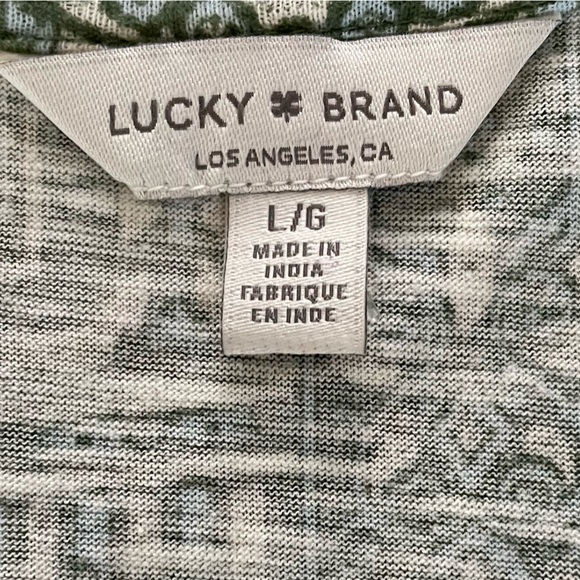 LUCKY BRAND
LOS ANGELES, CA
L/G
MADE IN
INDIA
FABRIQUE
EN INDE